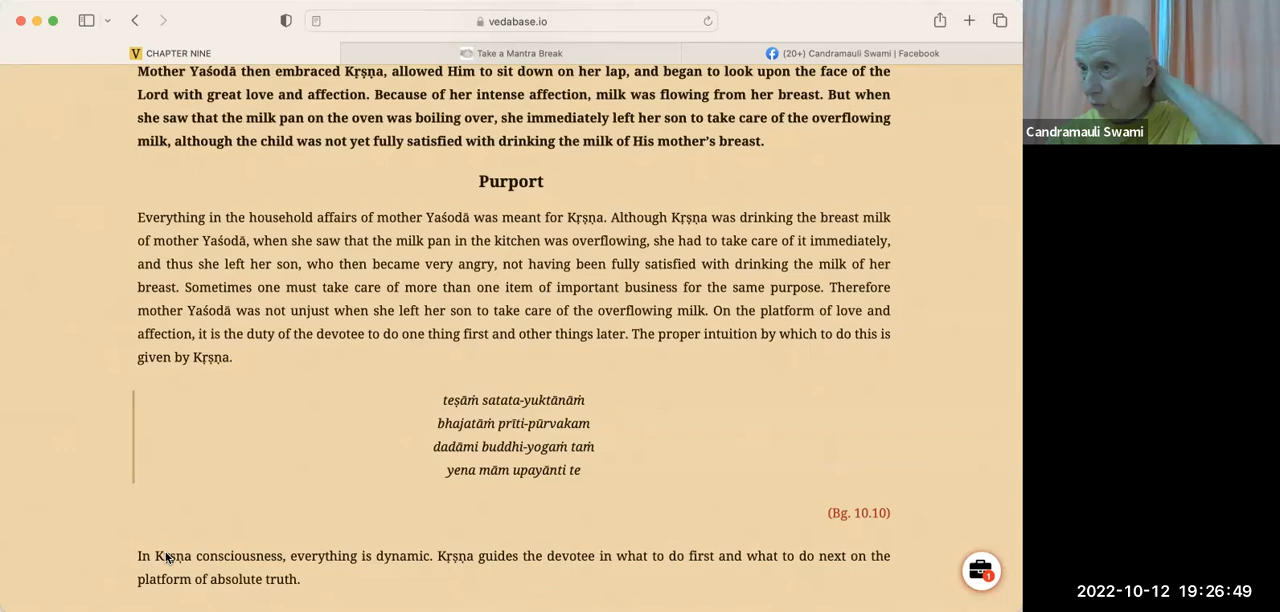 vedabase.io
CHAPTER NINE
Take a Mantra Break
(20+) Candramauli Swami | Facebook
Mother Yaśodā then embraced Kṛṣṇa, allowed Him to sit down on her lap, and began to look upon the face of the
Lord with great love and affection. Because of her intense affection, milk was flowing from her breast. But when
she saw that the milk pan on the oven was boiling over, she immediately left her son to take care of the overflowing
milk, although the child was not yet fully satisfied with drinking the milk of His mother’s breast.
Purport
Everything in the household affairs of mother Yaśodā was meant for Kṛṣṇa. Although Kṛṣṇa was drinking the breast milk
of mother Yaśodā, when she saw that the milk pan in the kitchen was overflowing, she had to take care of it immediately,
and thus she left her son, who then became very angry, not having been fully satisfied with drinking the milk of her
breast. Sometimes one must take care of more than one item of important business for the same purpose. Therefore
mother Yaśodā was not unjust when she left her son to take care of the overflowing milk. On the platform of love and
affection, it is the duty of the devotee to do one thing first and other things later. The proper intuition by which to do this is
given by Kṛṣṇa.
teṣāṁ satata-yuktānāṁ
bhajatāṁ prīti-pūrvakam
dadāmi buddhi-yogaṁ taṁ
yena mām upayānti te
(Bg. 10.10)
In Kṛṣṇa consciousness, everything is dynamic. Kṛṣṇa guides the devotee in what to do first and what to do next on the
platform of absolute truth.
1
Candramauli Swami
2022-10-12 19:26:49